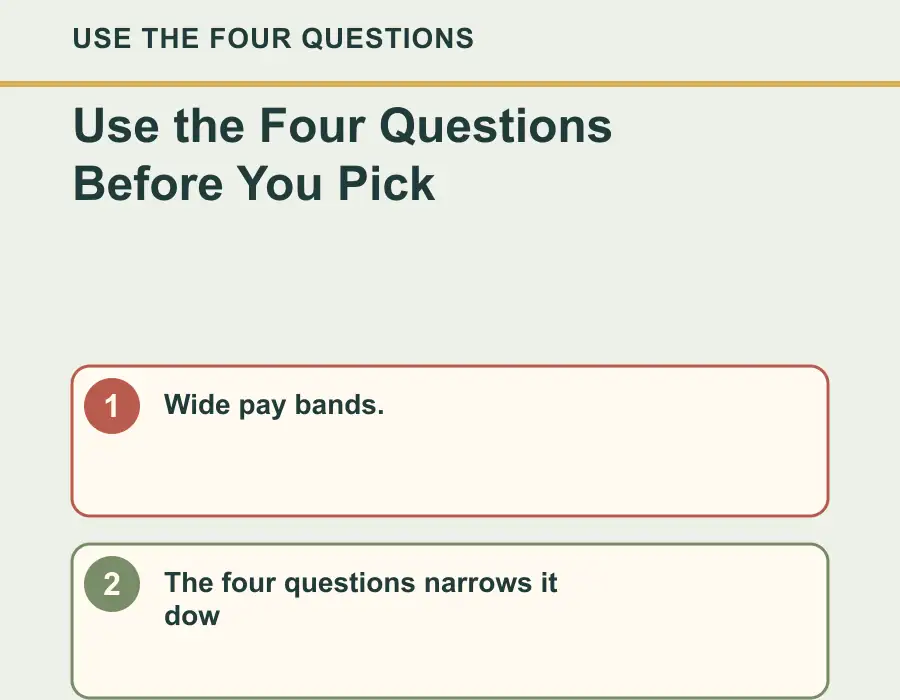 USE THE FOUR QUESTIONS
Use the Four Questions
Before You Pick
1
Wide pay bands.
2
The four questions narrows it
dow